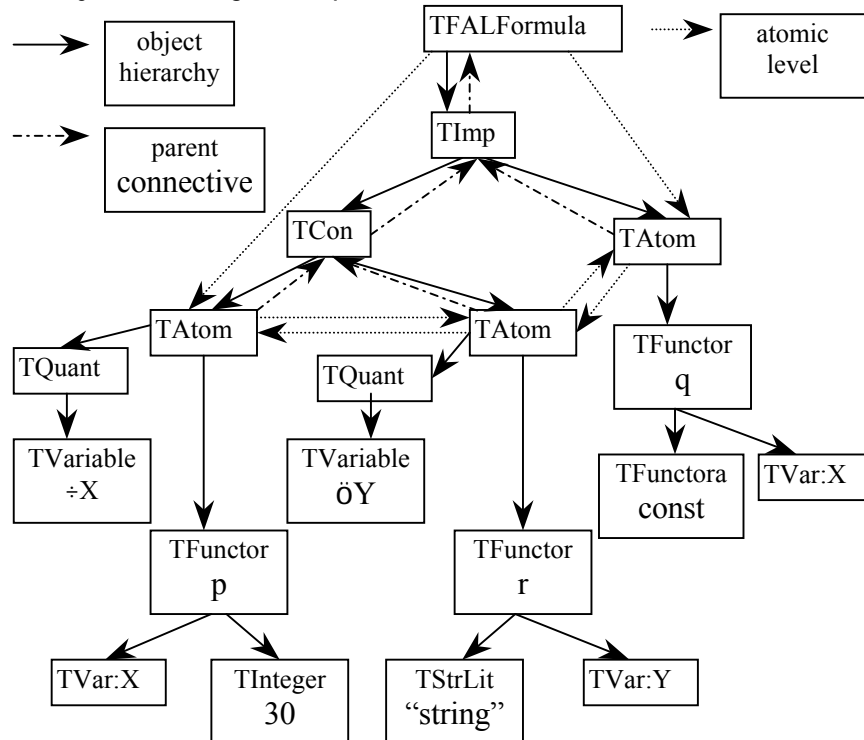 object
hierarchy
TFALFormula
atomic
level
parent
connective
TImp
TCon
TAtom
TAtom
TAtom
TQuant
TQuant
TFunctor
q
TVariable
÷X
TVariable
öY
TFunctora
const
TVar:X
TFunctor
p
TFunctor
r
TVar:X
TInteger
30
TStrLit
“string”
TVar:Y